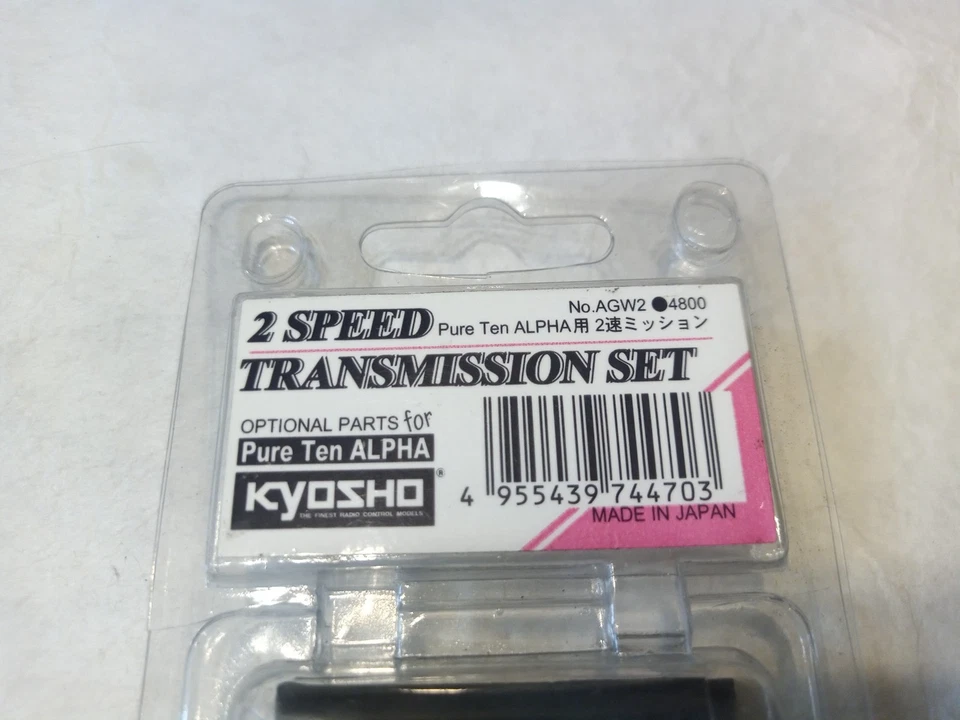 No.AGW2 ●4800
2 SPEED Pure Ten ALPHA用 2速ミッション
TRANSMISSION SET
OPTIONAL PARTS for
Pure Ten ALPHA
KYOSHO ®
THE FINEST RADIO CONTROL MODELS
4 955439 744703
MADE IN JAPAN